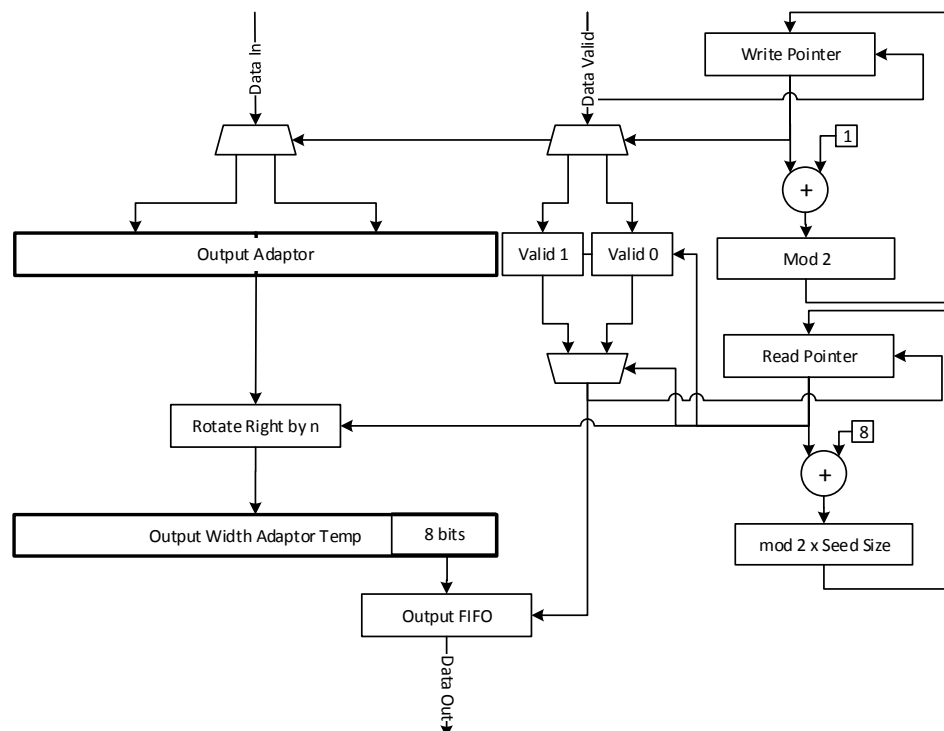 Data In
Data Valid
Write Pointer
1
+
Output Adaptor
Valid 1
Valid 0
Mod 2
Read Pointer
Rotate Right by n
8
+
Output Width Adaptor Temp
8 bits
mod 2 x Seed Size
Output FIFO
Data Out